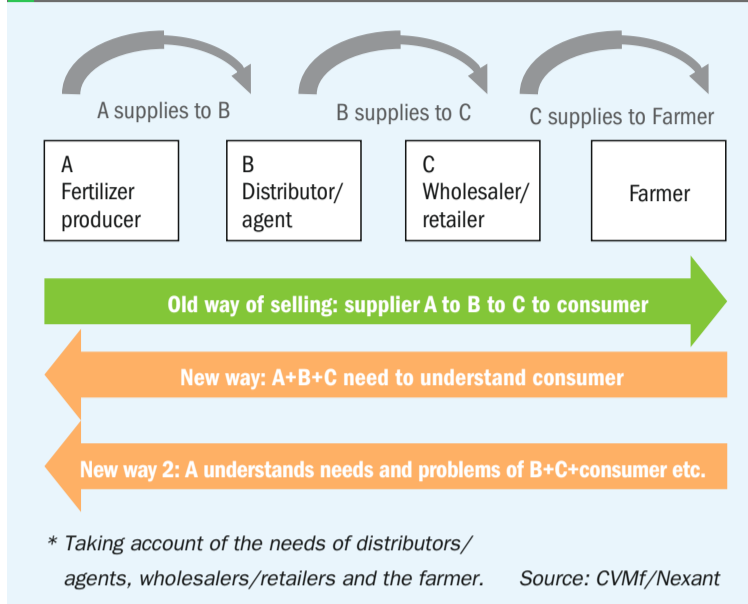 A supplies to B
B supplies to C
C supplies to Farmer
A
Fertilizer
producer
B
Distributor/
agent
C
Wholesaler/
retailer
Farmer
Old way of selling: supplier A to B to C to consumer
New way: A+B+C need to understand consumer
New way 2: A understands needs and problems of B+C+consumer etc.
* Taking account of the needs of distributors/
agents, wholesalers/retailers and the farmer.
Source: CVMf/Nexant